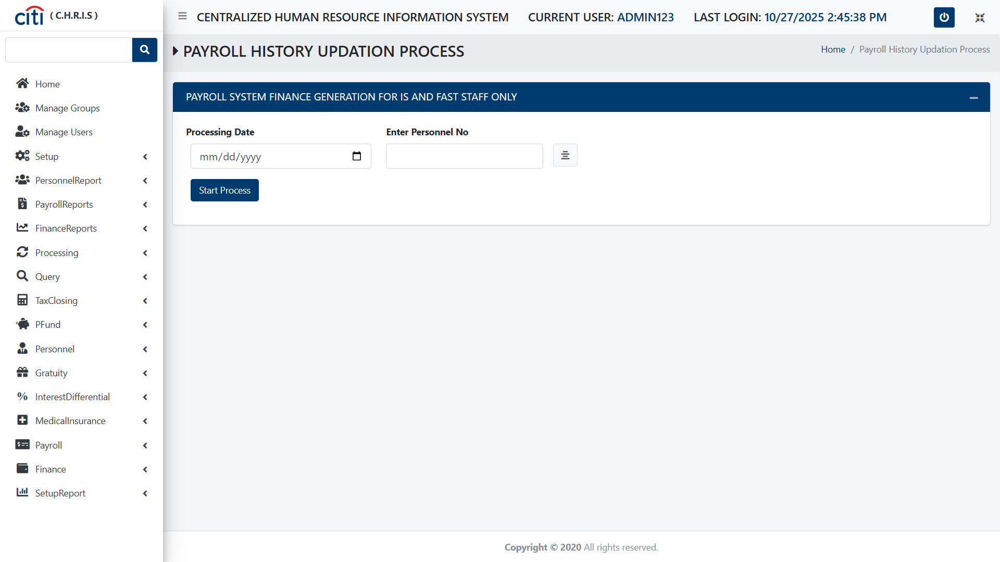 citi ( C.H.R.I.S )
CENTRALIZED HUMAN RESOURCE INFORMATION SYSTEM CURRENT USER: ADMIN123 LAST LOGIN: 10/27/2025 2:45:38 PM
PAYROLL HISTORY UPDATION PROCESS
Home / Payroll History Updation Process
Home
Manage Groups
Manage Users
Setup
PersonnelReport
PayrollReports
FinanceReports
Processing
Query
TaxClosing
PFund
Personnel
Gratuity
% InterestDifferential
MedicalInsurance
Payroll
Finance
SetupReport
PAYROLL SYSTEM FINANCE GENERATION FOR IS AND FAST STAFF ONLY
Processing Date Enter Personnel No
mm/dd/yyyy
Start Process
Copyright © 2020 All rights reserved.